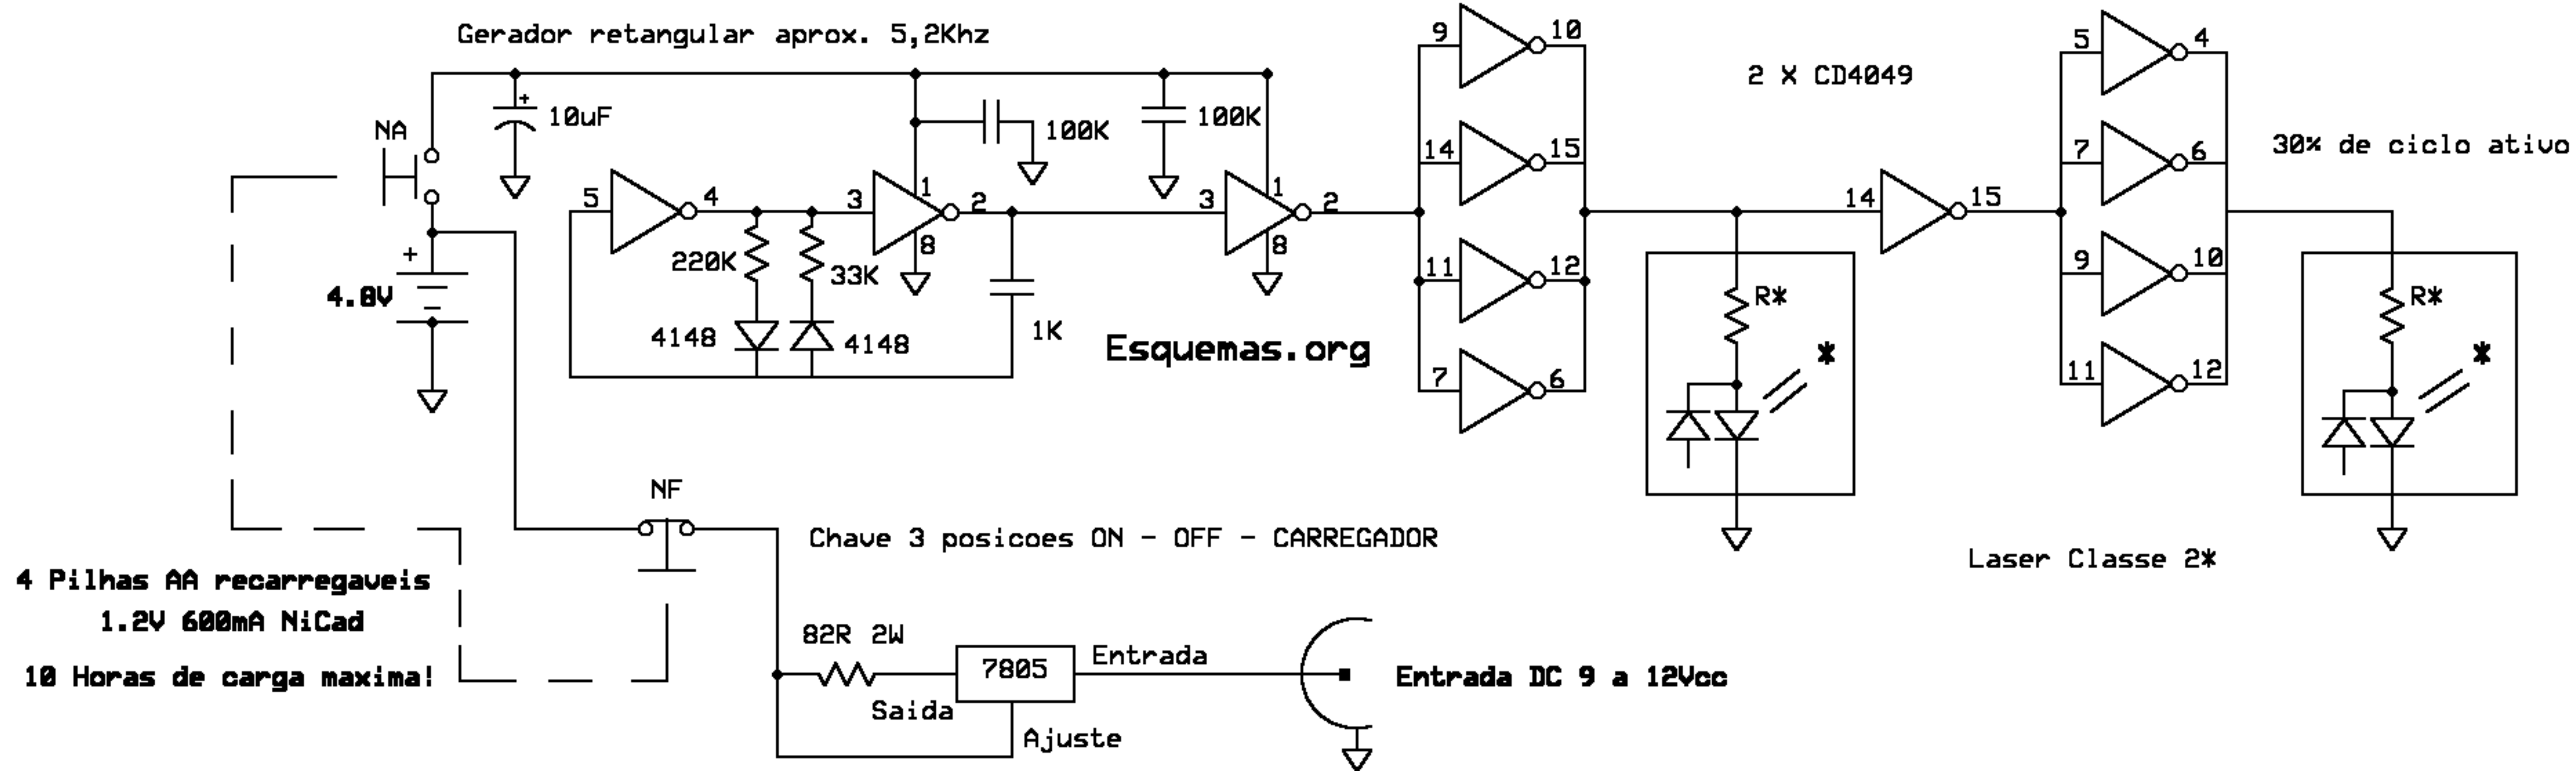 Gerador retangular aprox. 5,2Khz
2 X CD4049
30% de ciclo ativo
NA
10uF
100K
100K
5
4
3
1
2
8
3
1
2
8
9
10
14
15
11
12
7
6
14
15
5
4
7
6
9
10
11
12
220K
33K
4148
4148
1K
+
+
4.8V
Esquemas.org
R*
*
R*
*
NF
Chave 3 posicoes ON - OFF - CARREGADOR
Laser Classe 2*
4 Pilhas AA recarregaveis
1.2V 600mA NiCad
10 Horas de carga maxima!
82R 2W
7805
Entrada
Saida
Ajuste
Entrada DC 9 a 12Vcc